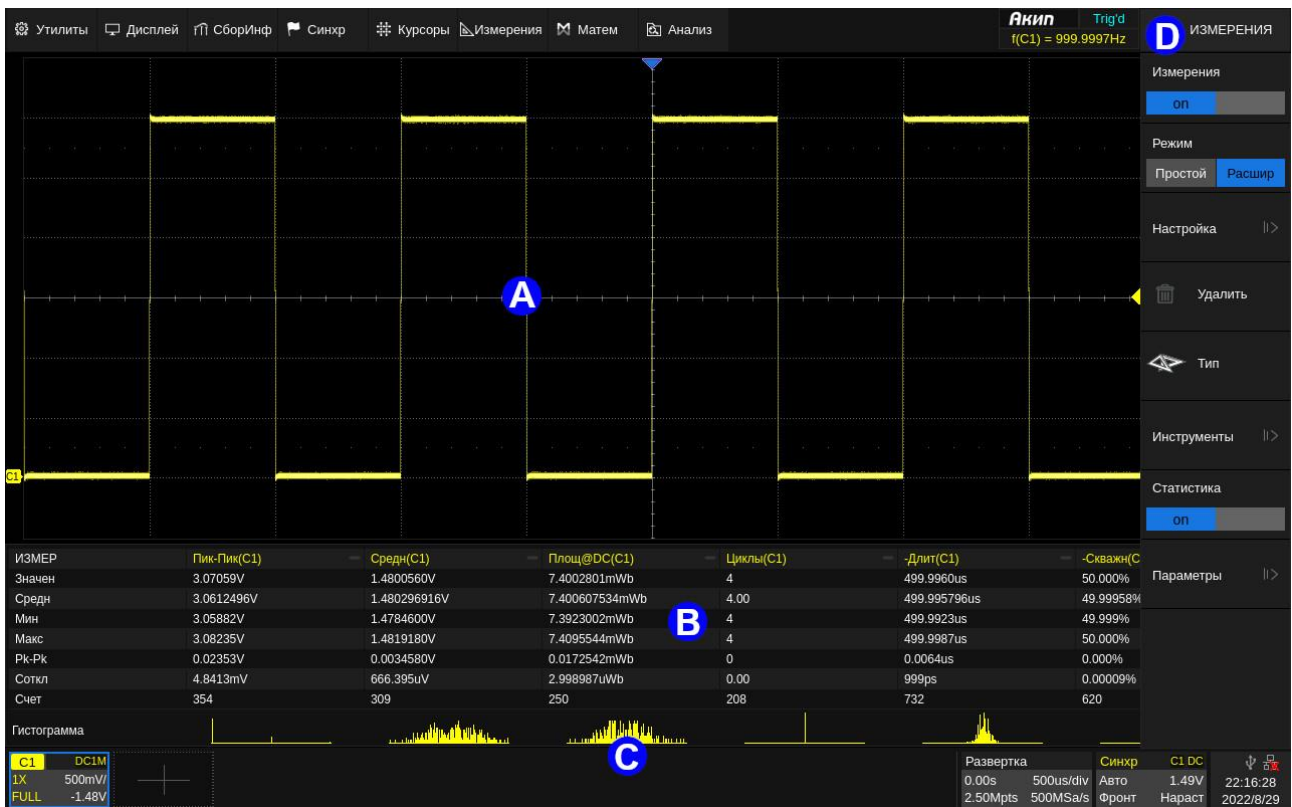 Утилиты Дисплей СборИнф Синхр Курсоры Измерения Матем Анализ
Акип Trig'd
f(C1) = 999.9997Hz
D ИЗМЕРЕНИЯ
Измерения
on
Режим
Простой Расшир
Настройка
A
Удалить
Тип
Инструменты
C1
Статистика
on
Параметры
ИЗМЕР Пик-Пик(C1) Средн(C1) Площ@DC(C1) Циклы(C1) -Длит(C1) -Скважн(C
Значен 3.07059V 1.4800560V 7.4002801mWb 4 499.9960us 50.000%
Средн 3.0612496V 1.480296916V 7.400607534mWb 4.00 499.995796us 49.99958%
Мин 3.05882V 1.4784600V 7.3923002mWb 4 499.9923us 49.999%
B
Макс 3.08235V 1.4819180V 7.4095544mWb 4 499.9987us 50.000%
Pk-Pk 0.02353V 0.0034580V 0.0172542mWb 0 0.0064us 0.000%
Соткл 4.8413mV 666.395uV 2.998987uWb 0.00 999ps 0.00009%
Счет 354 309 250 208 732 620
Гистограмма
C
C1 DC1M
1X 500mV/
FULL -1.48V
Развертка
0.00s 500us/div
2.50Mpts 500MSa/s
Синхр C1 DC
Авто 1.49V
Фронт Нараст
22:16:28
2022/8/29